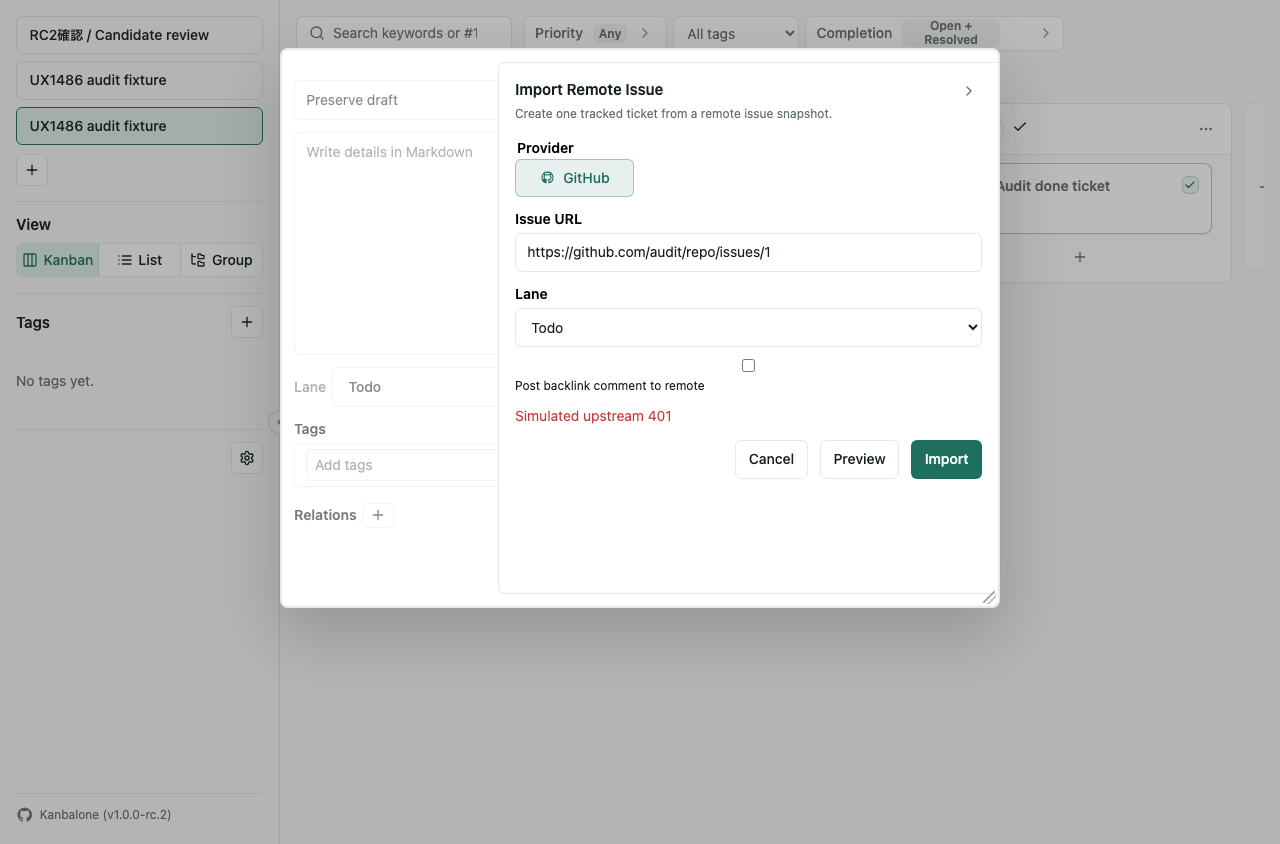 RC2確認 / Candidate review
UX1486 audit fixture
UX1486 audit fixture
View
Kanban
List
Group
Tags
No tags yet.
Kanbalone (v1.0.0-rc.2)
Search keywords or #1
Priority
Any
All tags
Completion
Open +
Resolved
Audit done ticket
Preserve draft
Write details in Markdown
Lane
Todo
Tags
Add tags
Relations
Import Remote Issue
Create one tracked ticket from a remote issue snapshot.
Provider
GitHub
Issue URL
https://github.com/audit/repo/issues/1
Lane
Todo
Post backlink comment to remote
Simulated upstream 401
Cancel
Preview
Import